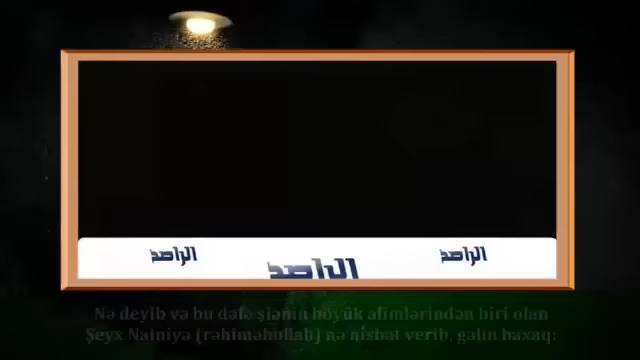 الراصد
الراصد
الراصد
Nə deyib və bu dəfə şiənin böyük alimlərindən biri olan
Şeyx Nainiyə (rəhiməhullah) nə nisbət verib, gəlin baxaq: